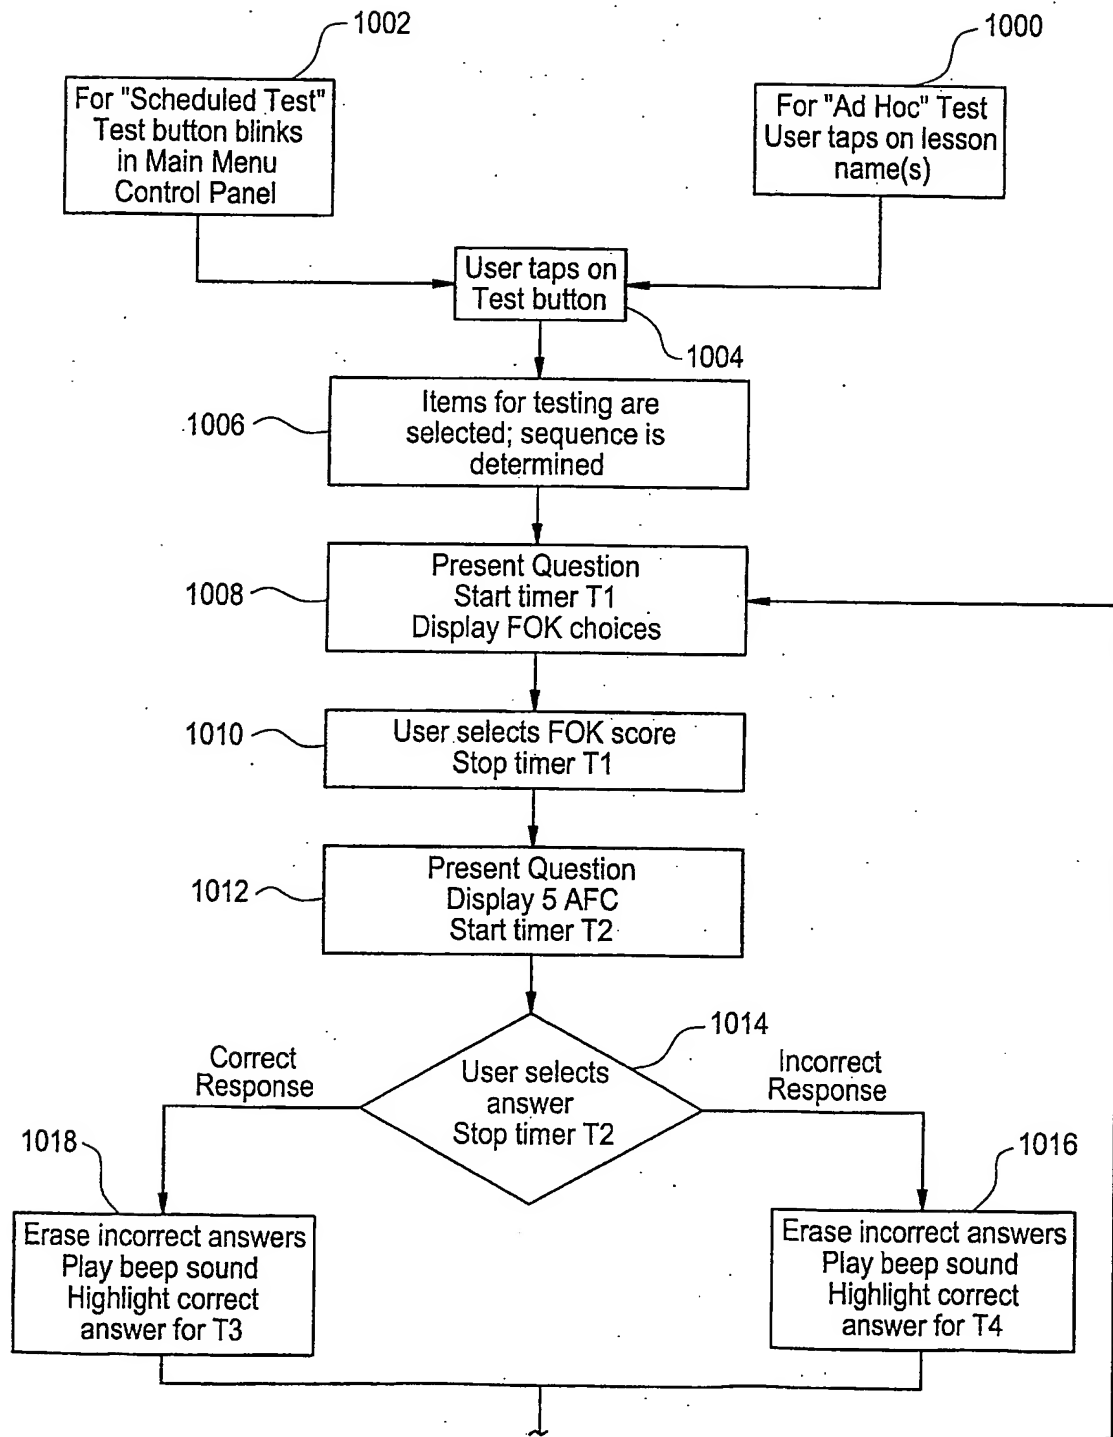 1002
1000
For "Scheduled Test"
Test button blinks
in Main Menu
Control Panel
For "Ad Hoc" Test
User taps on lesson
name(s)
User taps on
Test button
1004
1006
Items for testing are
selected; sequence is
determined
1008
Present Question
Start timer T1
Display FOK choices
1010
User selects FOK score
Stop timer T1
1012
Present Question
Display 5 AFC
Start timer T2
1014
Correct
Response
User selects
answer
Stop timer T2
Incorrect
Response
1018
1016
Erase incorrect answers
Play beep sound
Highlight correct
answer for T3
Erase incorrect answers
Play beep sound
Highlight correct
answer for T4